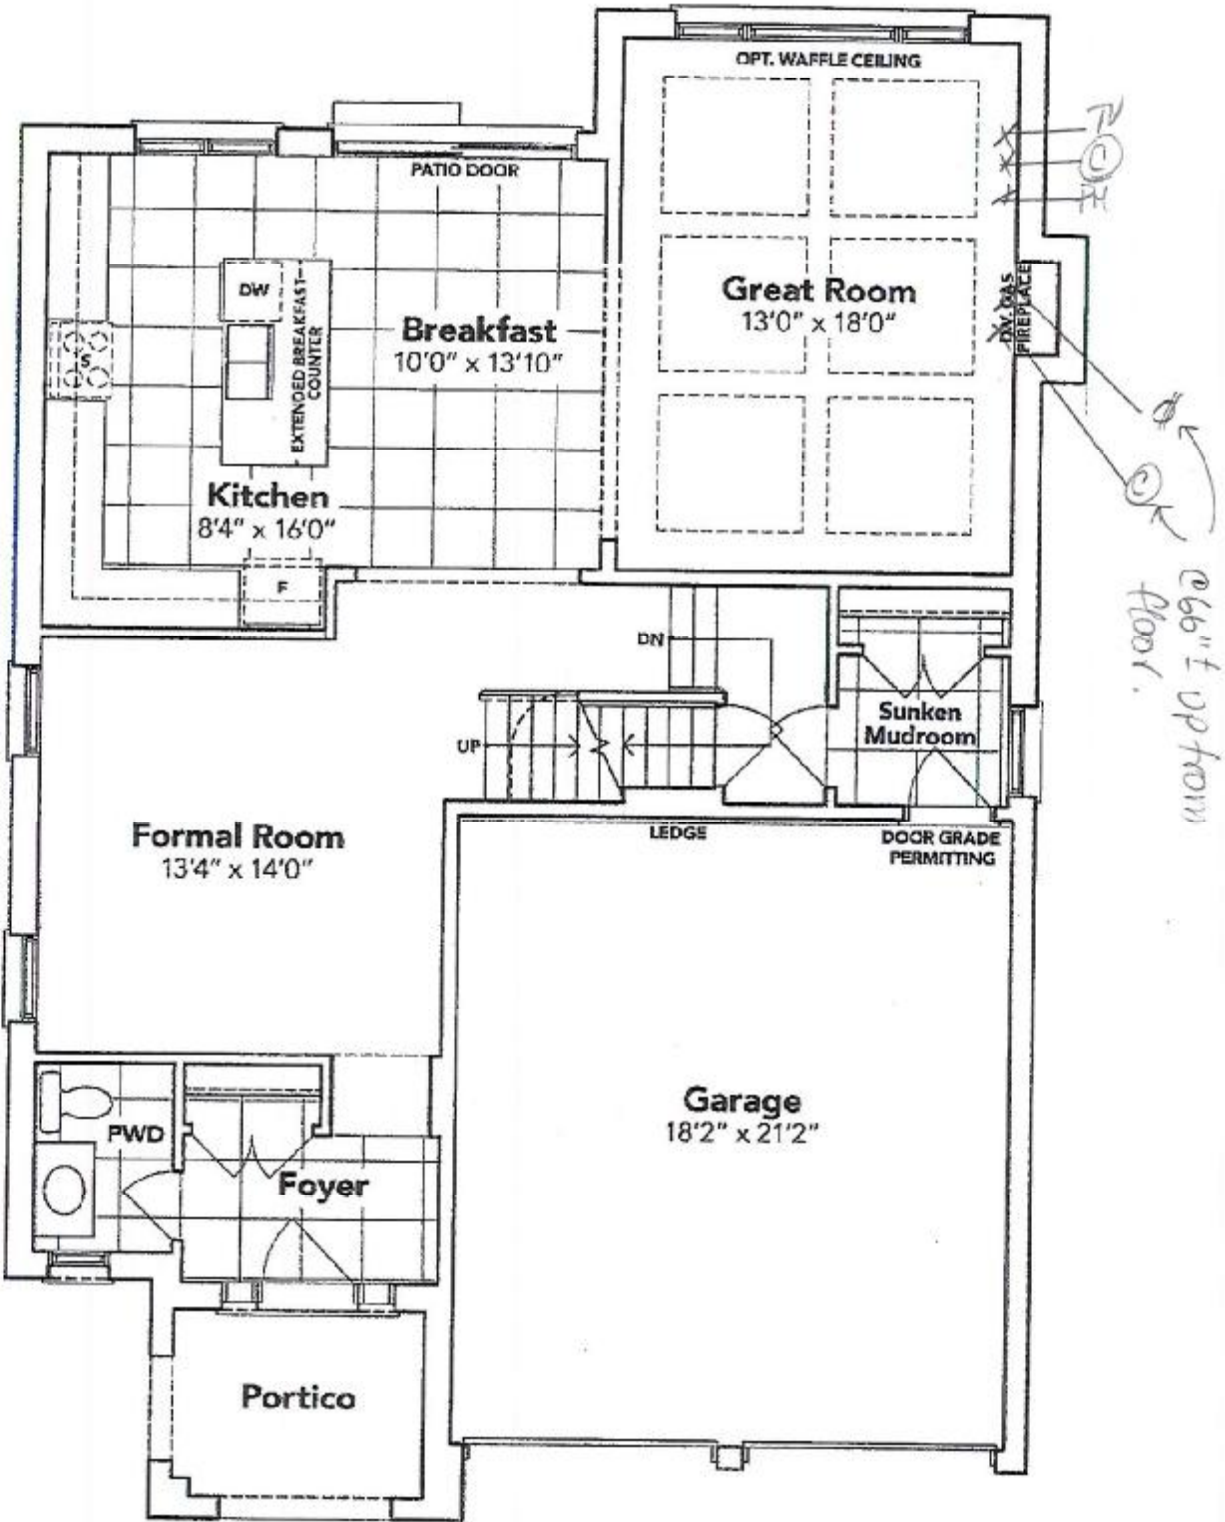 OPT. WAFFLE CEILING
TV
C
PH
PATIO DOOR
DW
EXTENDED BREAKFAST
COUNTER
Breakfast
10'0" x 13'10"
Great Room
13'0" x 18'0"
D.V. GAS
FIREPLACE
S
C
Kitchen
8'4" x 16'0"
F
@66"± up from
floor.
DN
UP
Sunken
Mudroom
Formal Room
13'4" x 14'0"
LEDGE
DOOR GRADE
PERMITTING
Garage
18'2" x 21'2"
PWD
Foyer
Portico